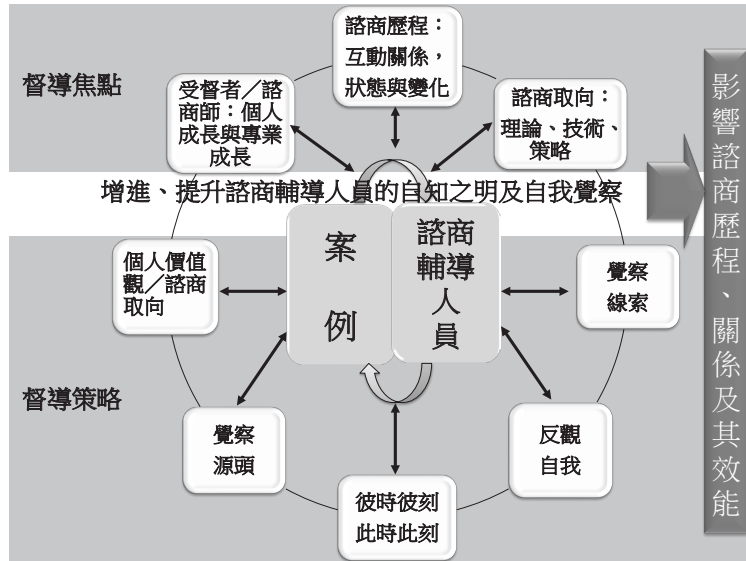 督導焦點
受督者／諮
商師：個人
成長與專業
成長
諮商歷程：
互動關係，
狀態與變化
諮商取向：
理論、技術、
策略
增進、提升諮商輔導人員的自知之明及自我覺察
案
例
諮商
輔導
人
員
個人價值
觀／諮商
取向
覺察
線索
督導策略
覺察
源頭
彼時彼刻
此時此刻
反觀
自我
影響諮商歷程、關係及其效能